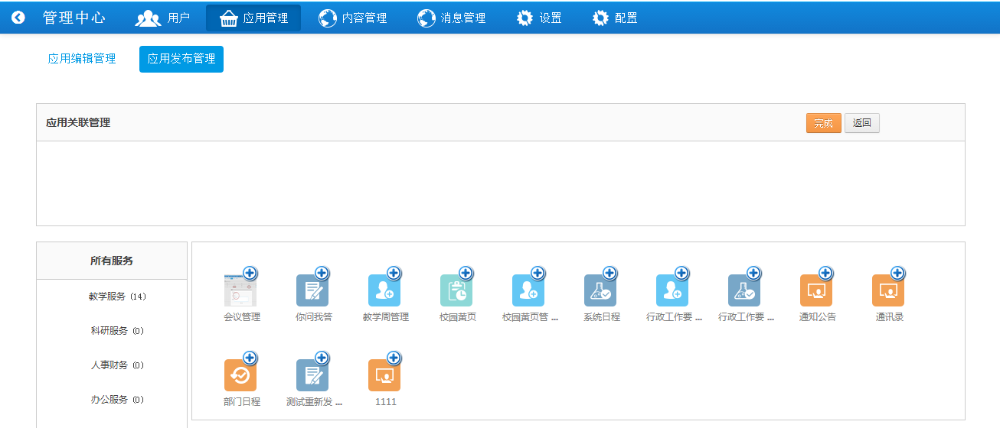 管理中心 用户 应用管理 内容管理 消息管理 设置 配置
应用编辑管理 应用发布管理
应用关联管理 完成 返回
所有服务
教学服务 (14)
科研服务 (0)
人事财务 (0)
办公服务 (0)
会议管理 你问我答 教学周管理 校园黄页 校园黄页管 ... 系统日程 行政工作要 ... 行政工作要 ... 通知公告 通讯录
部门日程 测试重新发 ... 1111